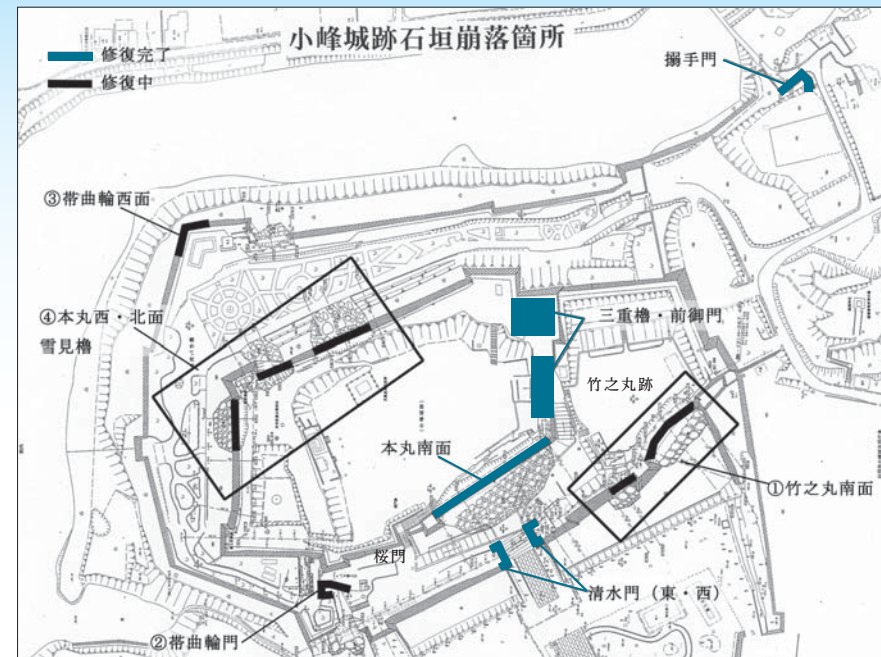 小峰城跡石垣崩落箇所
修復完了
修復中
搦手門
③帯曲輪西面
④本丸西・北面
雪見櫓
三重櫓・前御門
竹之丸跡
本丸南面
①竹之丸南面
桜門
清水門（東・西）
②帯曲輪門